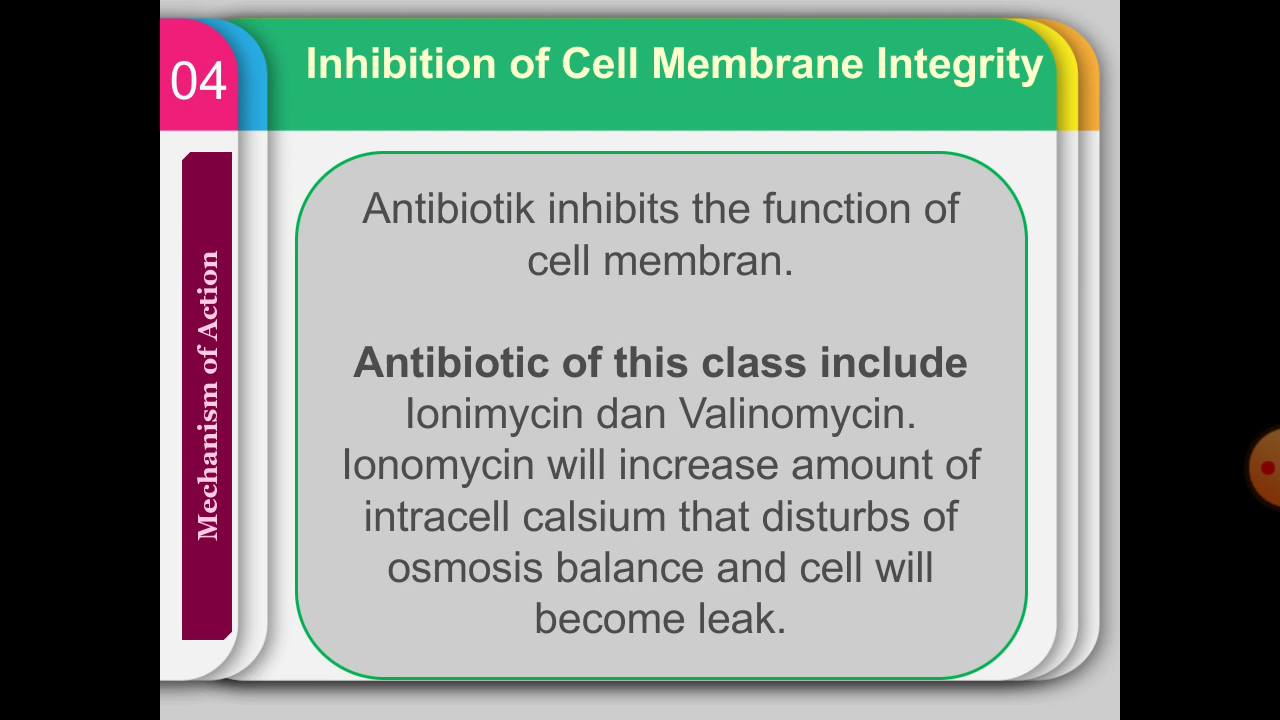 04
Inhibition of Cell Membrane Integrity
Mechanism of Action
Antibiotik inhibits the function of
cell membran.
Antibiotic of this class include
Ionimycin dan Valinomycin.
Ionomycin will increase amount of
intracell calsium that disturbs of
osmosis balance and cell will
become leak.